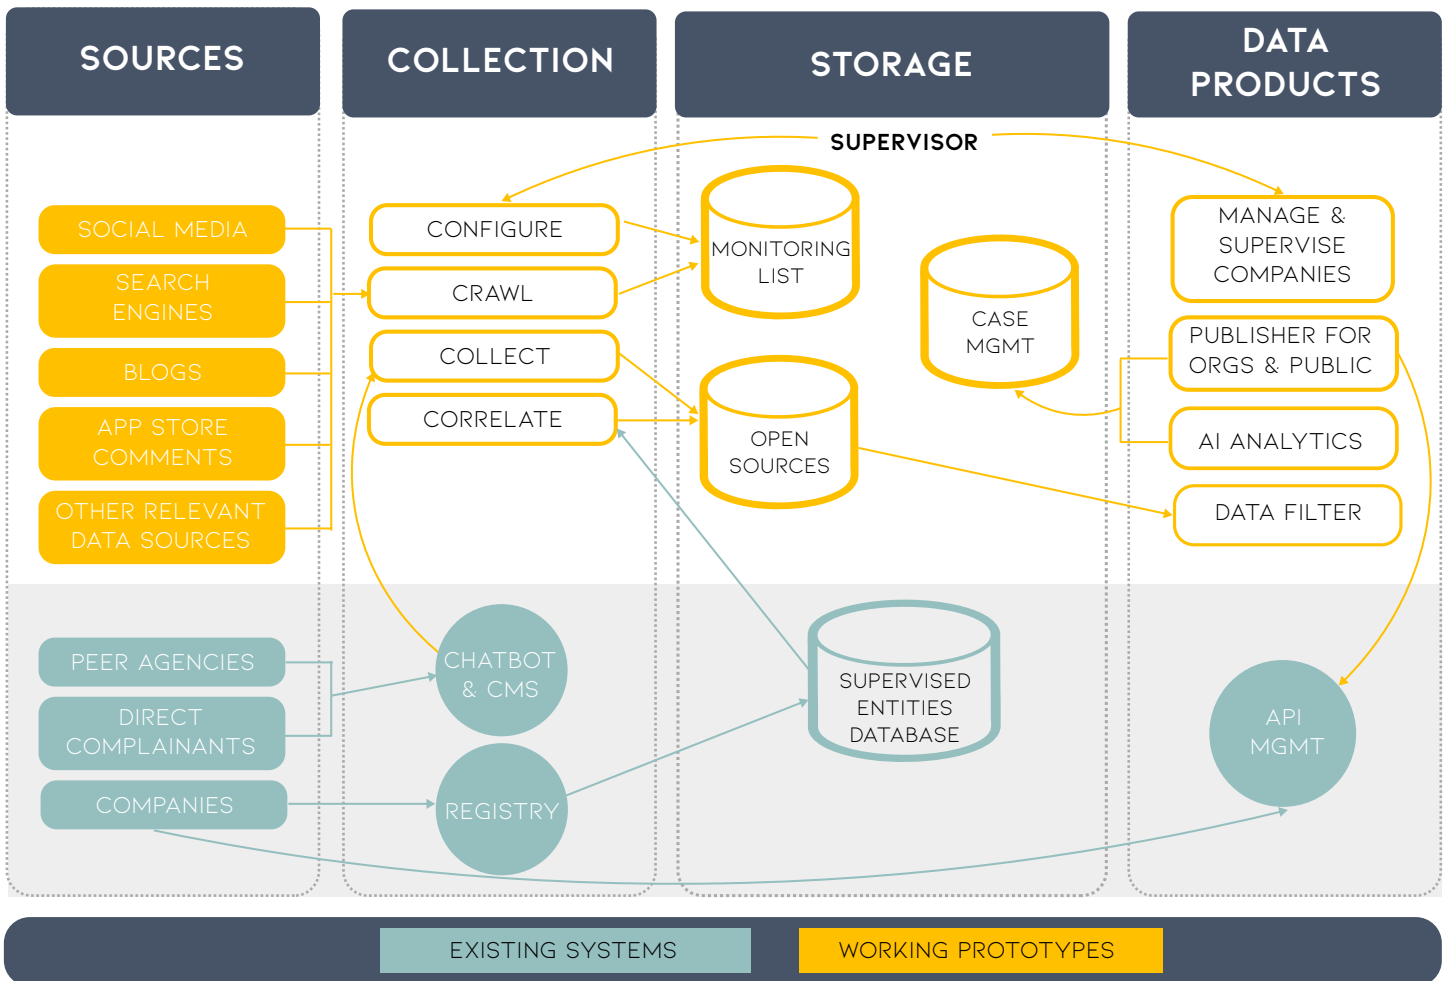 SOURCES
COLLECTION
STORAGE
DATA
PRODUCTS
SUPERVISOR
SOCIAL MEDIA
SEARCH
ENGINES
BLOGS
APP STORE
COMMENTS
OTHER RELEVANT
DATA SOURCES
PEER AGENCIES
DIRECT
COMPLAINANTS
COMPANIES
CONFIGURE
CRAWL
COLLECT
CORRELATE
CHATBOT
& CMS
REGISTRY
MONITORING
LIST
CASE
MGMT
OPEN
SOURCES
SUPERVISED
ENTITIES
DATABASE
MANAGE &
SUPERVISE
COMPANIES
PUBLISHER FOR
ORGS & PUBLIC
AI ANALYTICS
DATA FILTER
API
MGMT
EXISTING SYSTEMS
WORKING PROTOTYPES